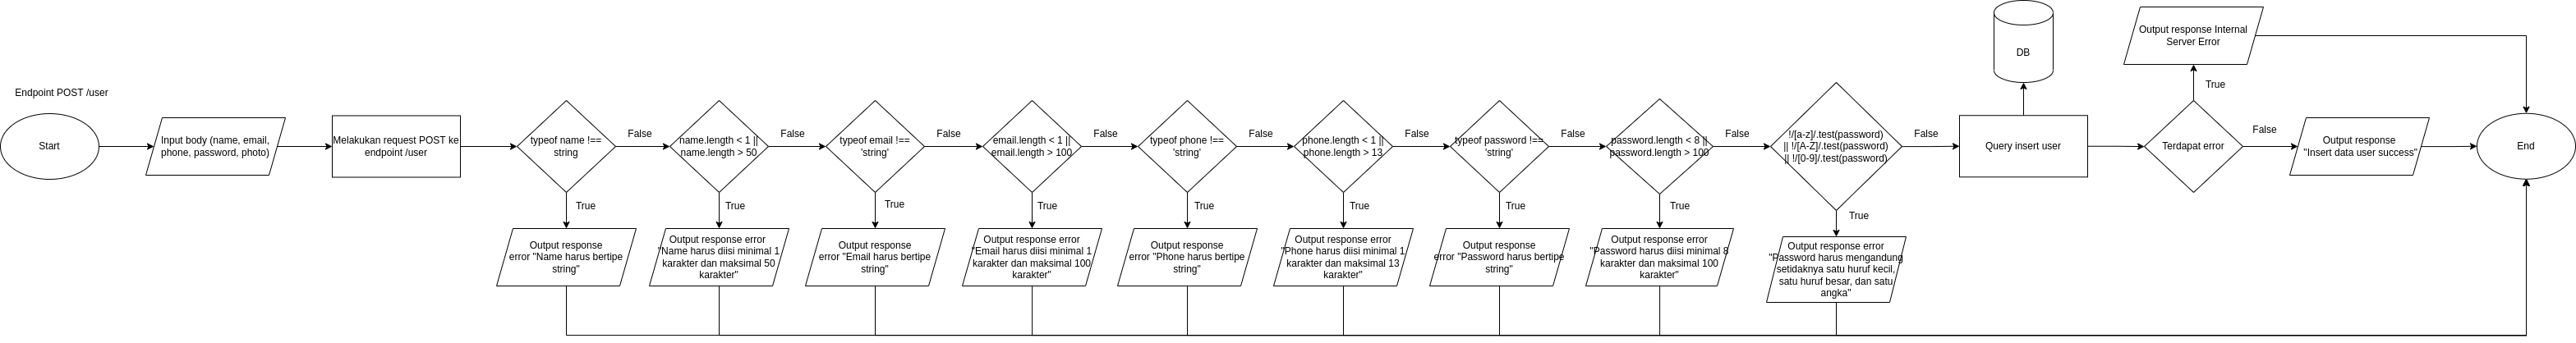 Endpoint POST /user
Start
Input body (name, email,
phone, password, photo)
Melakukan request POST ke
endpoint /user
typeof name !==
string
False
True
Output response
error "Name harus bertipe
string"
name.length < 1 ||
name.length > 50
False
True
Output response error
"Name harus diisi minimal 1
karakter dan maksimal 50
karakter"
typeof email !==
'string'
False
True
Output response
error "Email harus bertipe
string"
email.length < 1 ||
email.length > 100
False
True
Output response error
"Email harus diisi minimal 1
karakter dan maksimal 100
karakter"
typeof phone !==
'string'
False
True
Output response
error "Phone harus bertipe
string"
phone.length < 1 ||
phone.length > 13
False
True
Output response error
"Phone harus diisi minimal 1
karakter dan maksimal 13
karakter"
typeof password !==
'string'
False
True
Output response
error "Password harus bertipe
string"
password.length < 8 ||
password.length > 100
False
True
Output response error
"Password harus diisi minimal 8
karakter dan maksimal 100
karakter"
!/[a-z]/.test(password)
|| !/[A-Z]/.test(password)
|| !/[0-9]/.test(password)
False
True
Output response error
"Password harus mengandung
setidaknya satu huruf kecil,
satu huruf besar, dan satu
angka"
DB
Query insert user
Terdapat error
True
Output response Internal
Server Error
False
Output response
"Insert data user success"
End